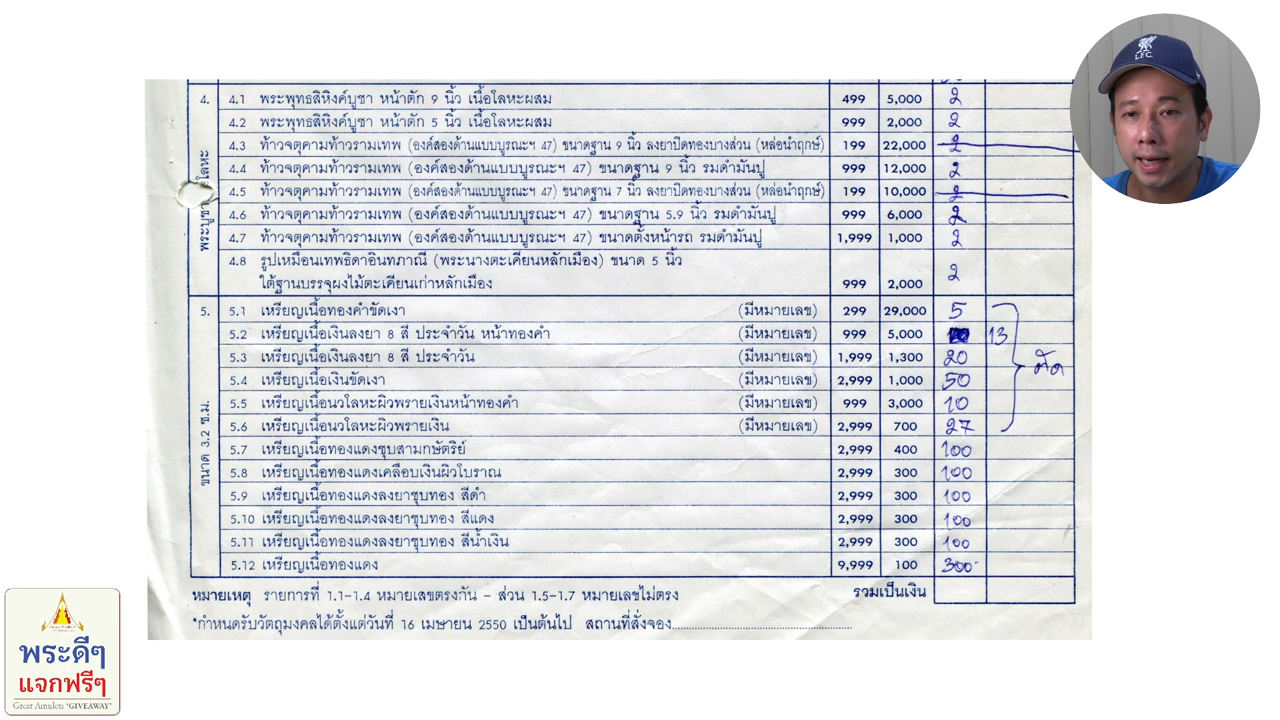 L.F.C.
4. 4.1 พระพุทธสิหิงค์บูชา หน้าตัก 9 นิ้ว เนื้อโลหะผสม 499 5,000 2
4.2 พระพุทธสิหิงค์บูชา หน้าตัก 5 นิ้ว เนื้อโลหะผสม 999 2,000 2
4.3 ท้าวจตุคามท้าวรามเทพ (องค์สองด้านแบบบูรณะฯ 47) ขนาดฐาน 9 นิ้ว ลงยาปิดทองบางส่วน (หล่อนำฤกษ์) 199 22,000 2
4.4 ท้าวจตุคามท้าวรามเทพ (องค์สองด้านแบบบูรณะฯ 47) ขนาดฐาน 9 นิ้ว รมดำมันปู 999 12,000 2
4.5 ท้าวจตุคามท้าวรามเทพ (องค์สองด้านแบบบูรณะฯ 47) ขนาดฐาน 7 นิ้ว ลงยาปิดทองบางส่วน (หล่อนำฤกษ์) 199 10,000 2
4.6 ท้าวจตุคามท้าวรามเทพ (องค์สองด้านแบบบูรณะฯ 47) ขนาดฐาน 5.9 นิ้ว รมดำมันปู 999 6,000 2
4.7 ท้าวจตุคามท้าวรามเทพ (องค์สองด้านแบบบูรณะฯ 47) ขนาดตั้งหน้ารถ รมดำมันปู 1,999 1,000 2
4.8 รูปเหมือนเทพธิดาอินทภาณี (พระนางตะเคียนหลักเมือง) ขนาด 5 นิ้ว
ใต้ฐานบรรจุผงไม้ตะเคียนเก่าหลักเมือง 999 2,000 2
พระบูชา โลหะ
5. 5.1 เหรียญเนื้อทองคำขัดเงา (มีหมายเลข) 299 29,000 5
5.2 เหรียญเนื้อเงินลงยา 8 สี ประจำวัน หน้าทองคำ (มีหมายเลข) 999 5,000 13
5.3 เหรียญเนื้อเงินลงยา 8 สี ประจำวัน (มีหมายเลข) 1,999 1,300 20
5.4 เหรียญเนื้อเงินขัดเงา (มีหมายเลข) 2,999 1,000 50
5.5 เหรียญเนื้อนวโลหะผิวพรายเงินหน้าทองคำ (มีหมายเลข) 999 3,000 10
5.6 เหรียญเนื้อนวโลหะผิวพรายเงิน (มีหมายเลข) 2,999 700 27
5.7 เหรียญเนื้อทองแดงชุบสามกษัตริย์ 2,999 400 100
5.8 เหรียญเนื้อทองแดงเคลือบเงินผิวโบราณ 2,999 300 100
5.9 เหรียญเนื้อทองแดงลงยาชุบทอง สีดำ 2,999 300 100
5.10 เหรียญเนื้อทองแดงลงยาชุบทอง สีแดง 2,999 300 100
5.11 เหรียญเนื้อทองแดงลงยาชุบทอง สีน้ำเงิน 2,999 300 100
5.12 เหรียญเนื้อทองแดง 9,999 100 300-
ขนาด 3.2 ซ.ม.
หมายเหตุ รายการที่ 1.1-1.4 หมายเลขตรงกัน - ส่วน 1.5-1.7 หมายเลขไม่ตรง รวมเป็นเงิน
*กำหนดรับวัตถุมงคลได้ตั้งแต่วันที่ 16 เมษายน 2550 เป็นต้นไป สถานที่สั่งจอง
พระดีๆ
แจกฟรีๆ
Great Amulets 'GIVEAWAY'